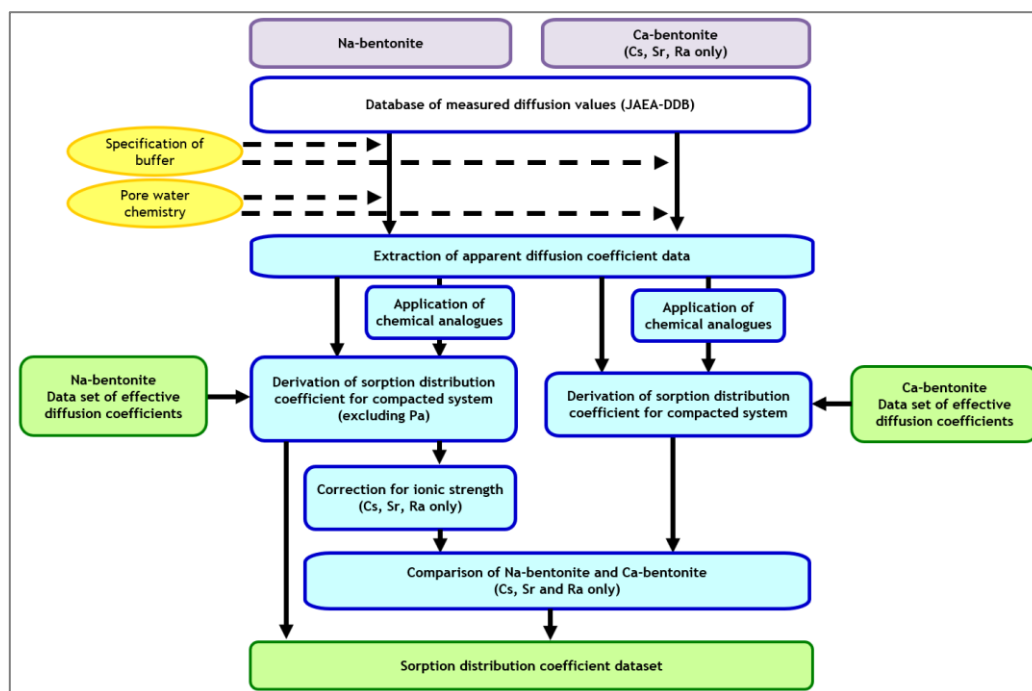 Na-bentonite
Ca-bentonite
(Cs, Sr, Ra only)
Database of measured diffusion values (JAEA-DDB)
Specification of
buffer
Pore water
chemistry
Extraction of apparent diffusion coefficient data
Application of
chemical analogues
Application of
chemical analogues
Na-bentonite
Data set of effective
diffusion coefficients
Derivation of sorption distribution
coefficient for compacted system
(excluding Pa)
Derivation of sorption distribution
coefficient for compacted system
Ca-bentonite
Data set of effective
diffusion coefficients
Correction for ionic strength
(Cs, Sr, Ra only)
Comparison of Na-bentonite and Ca-bentonite
(Cs, Sr and Ra only)
Sorption distribution coefficient dataset